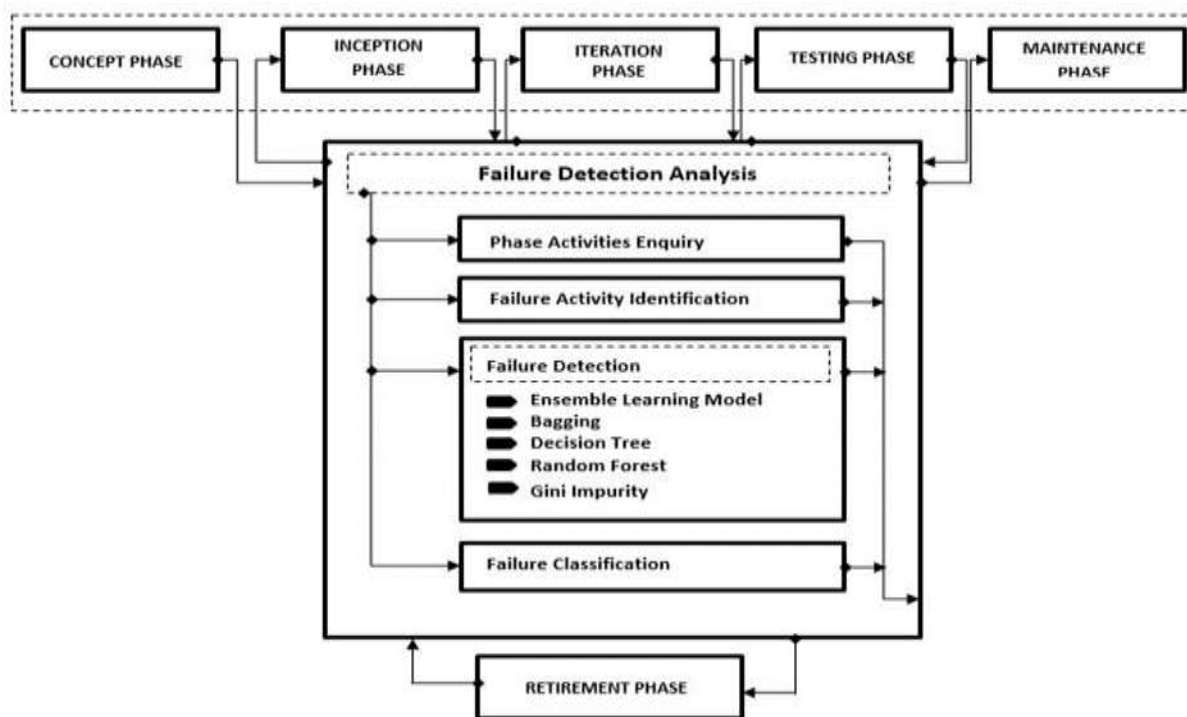 CONCEPT PHASE
INCEPTION
PHASE
ITERATION
PHASE
TESTING PHASE
MAINTENANCE
PHASE
Failure Detection Analysis
Phase Activities Enquiry
Failure Activity Identification
Failure Detection
Ensemble Learning Model
Bagging
Decision Tree
Random Forest
Gini Impurity
Failure Classification
RETIREMENT PHASE